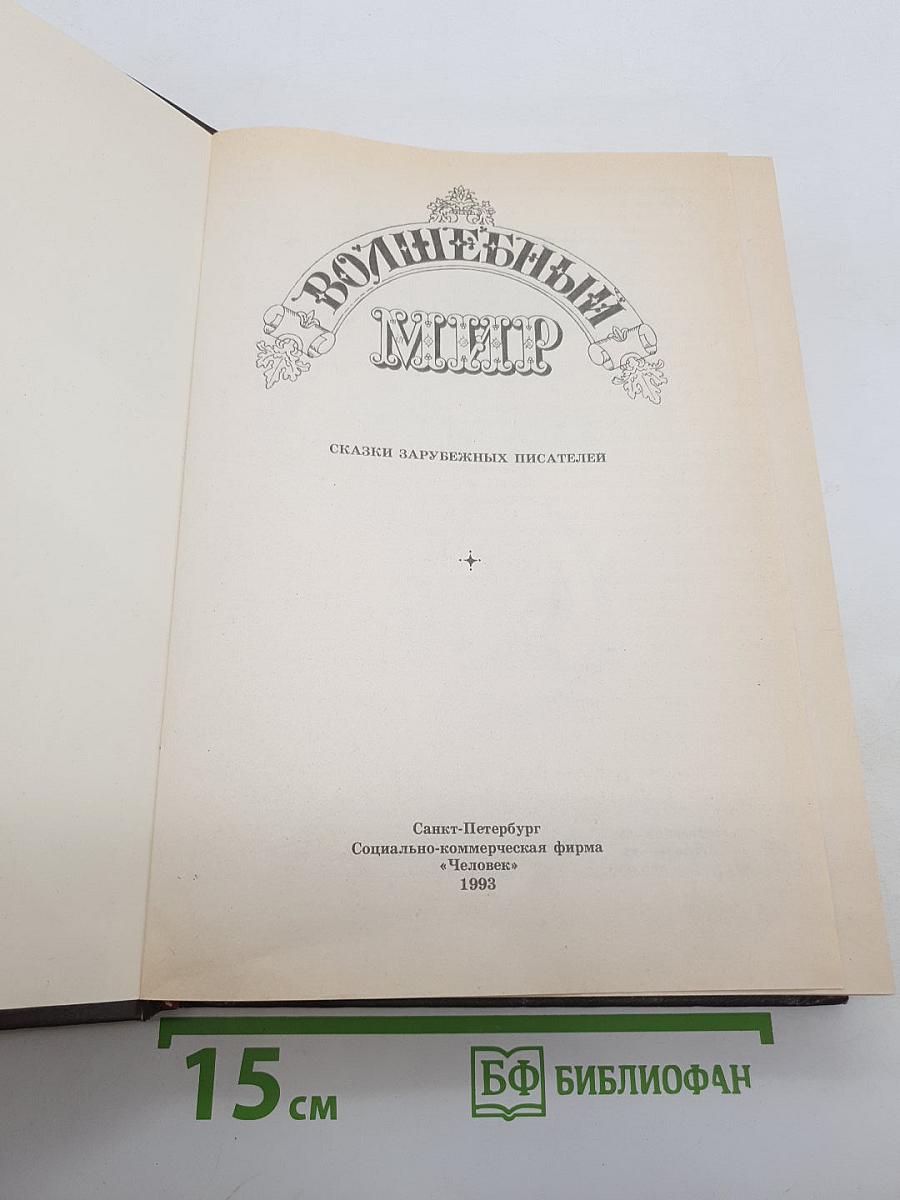 ВОЛШЕБНЫЙ
МИР
СКАЗКИ ЗАРУБЕЖНЫХ ПИСАТЕЛЕЙ
Санкт-Петербург
Социально-коммерческая фирма
«Человек»
1993
15 см
БФ БИБЛИОФАН